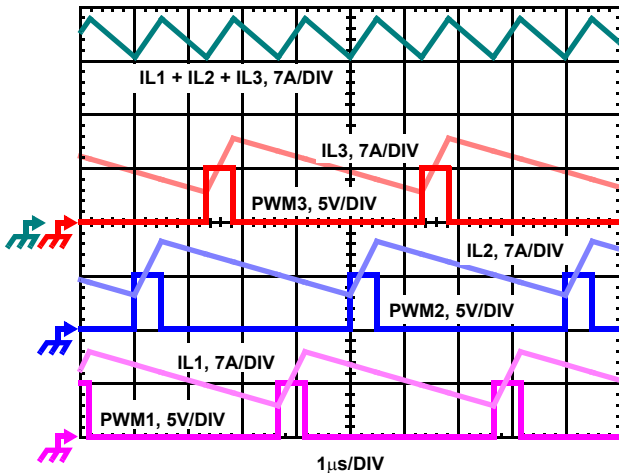 IL1 + IL2 + IL3, 7A/DIV
IL3, 7A/DIV
PWM3, 5V/DIV
IL2, 7A/DIV
PWM2, 5V/DIV
IL1, 7A/DIV
PWM1, 5V/DIV
1μs/DIV